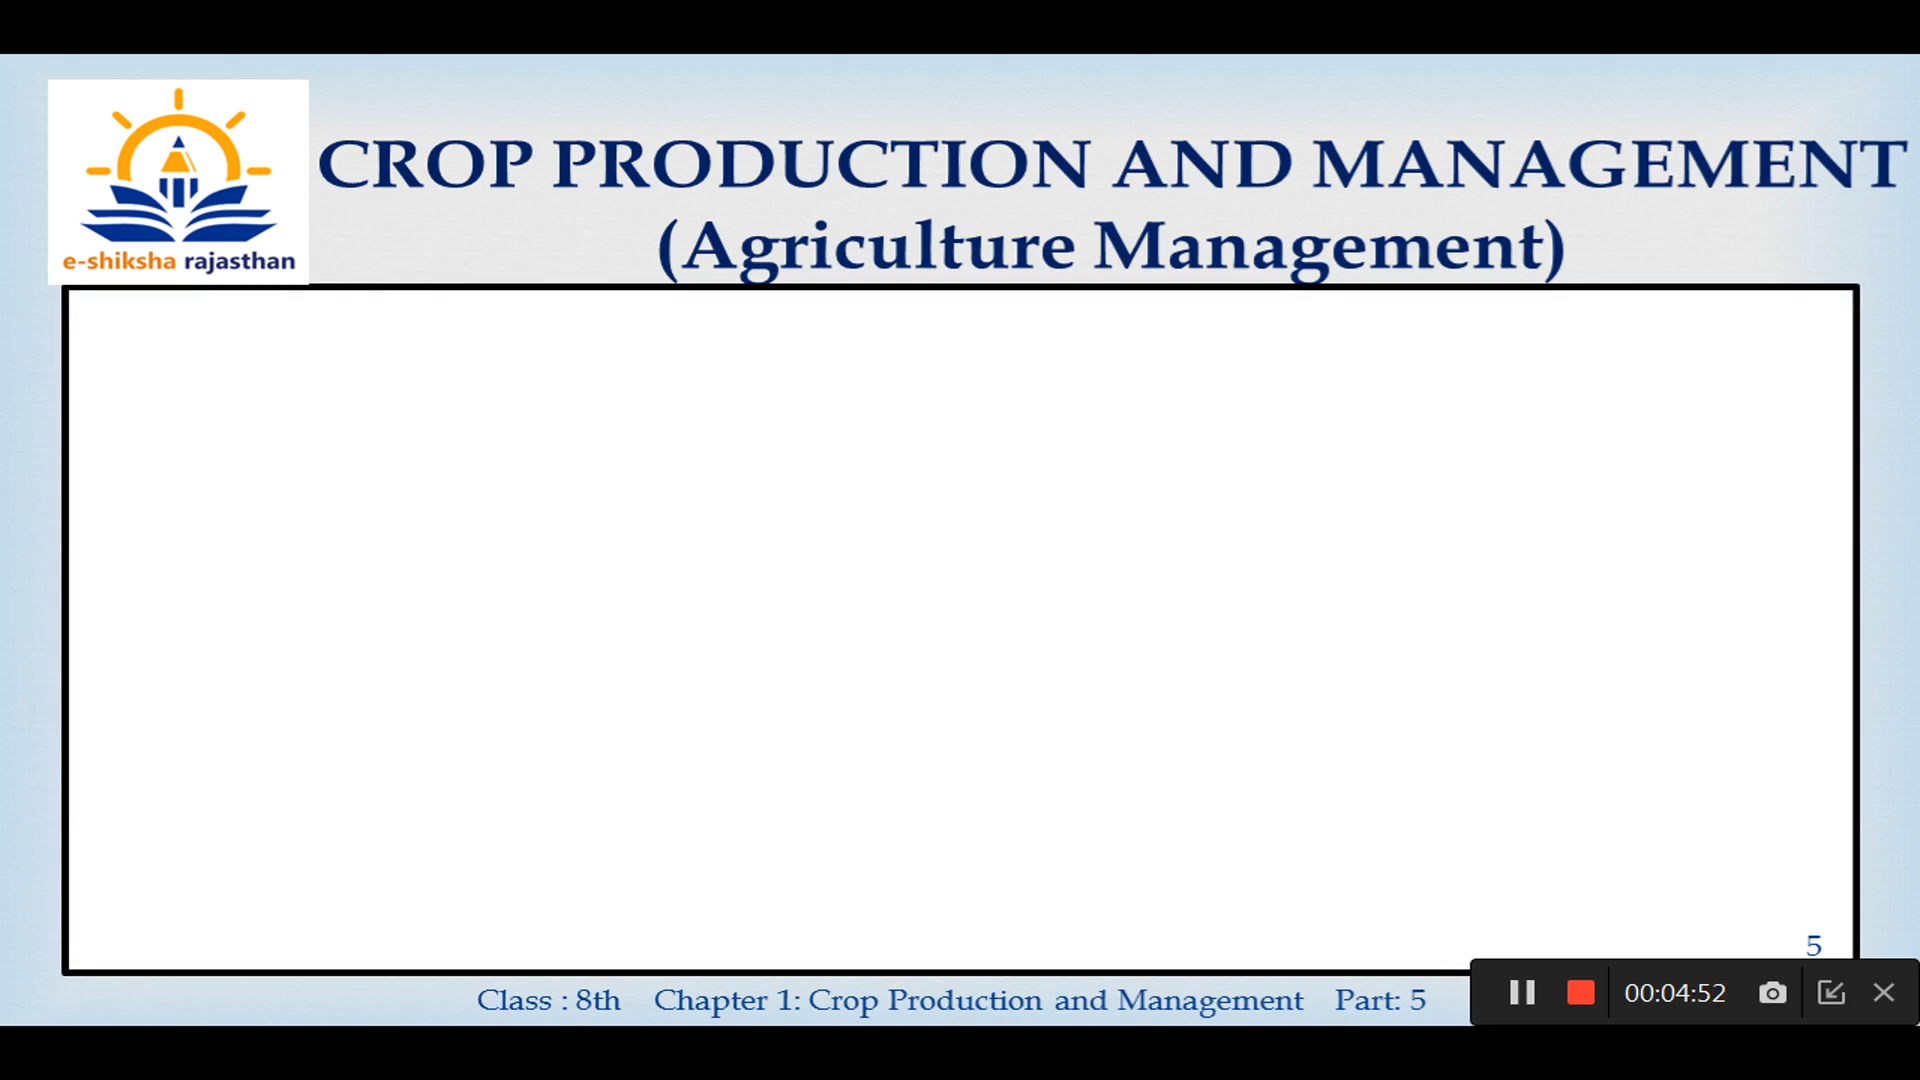 CROP PRODUCTION AND MANAGEMENT
(Agriculture Management)
e-shiksha rajasthan
5
Class : 8th Chapter 1: Crop Production and Management Part: 5
00:04:52